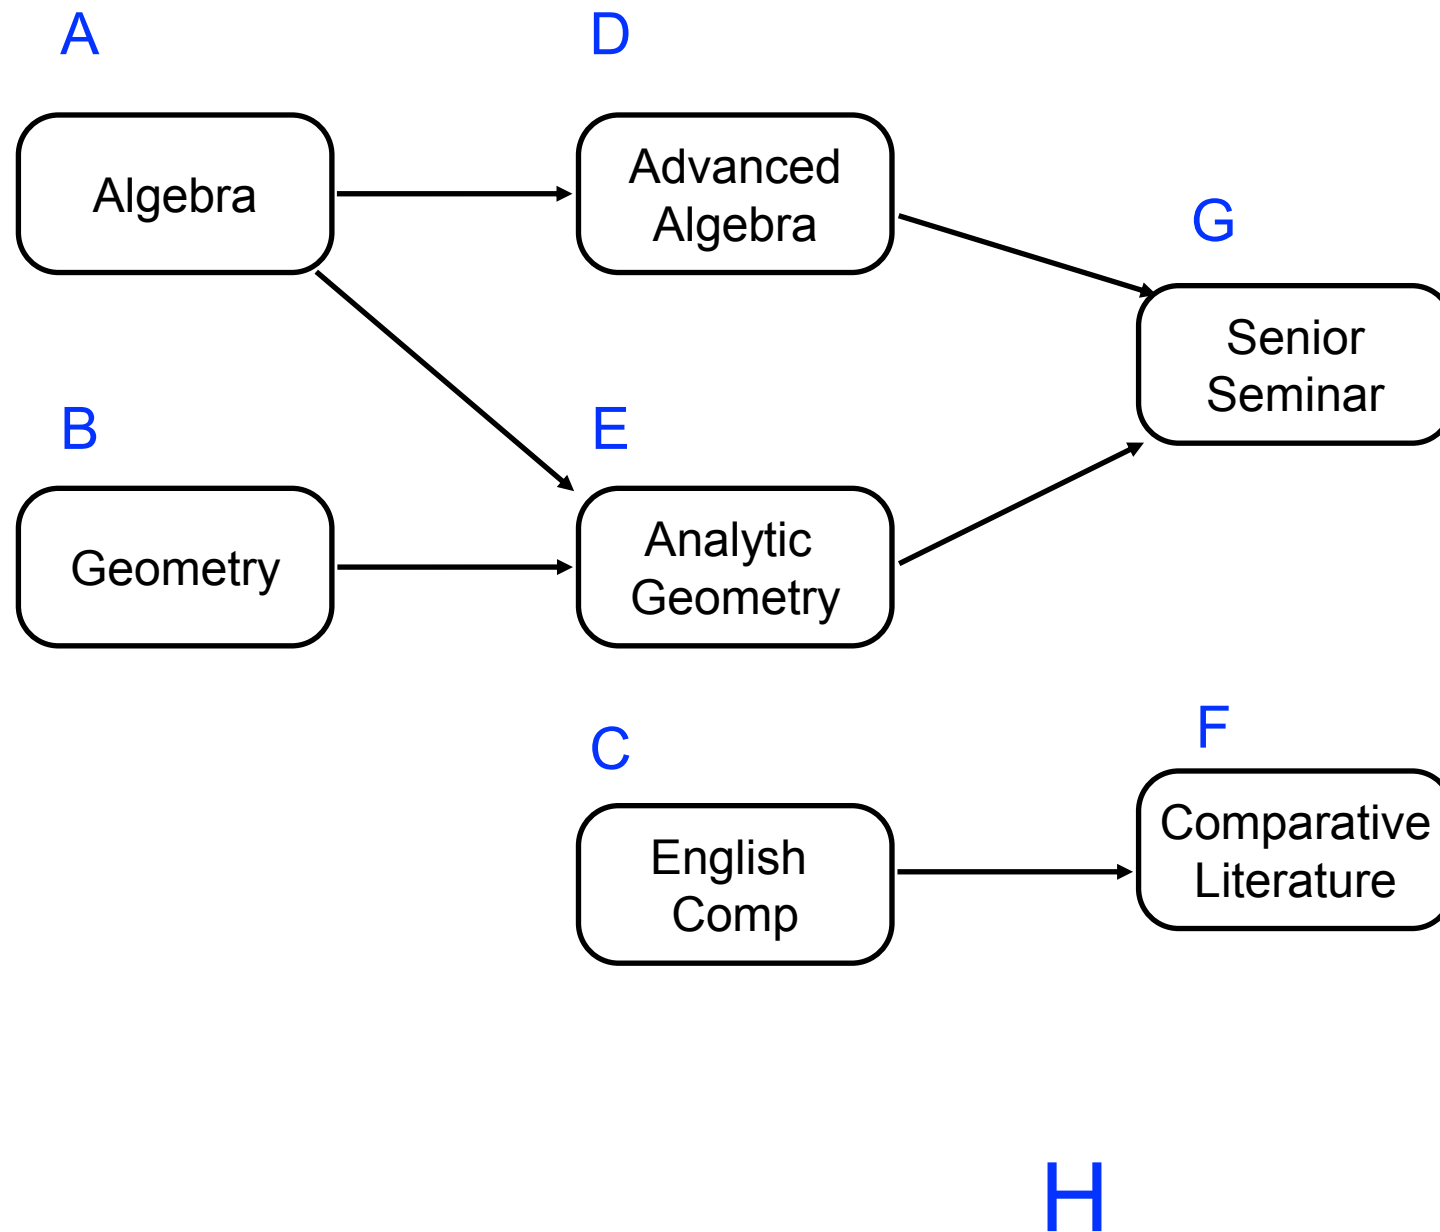 A
D
Algebra
Advanced
Algebra
G
Senior
Seminar
B
E
Geometry
Analytic
Geometry
C
F
English
Comp
Comparative
Literature
H